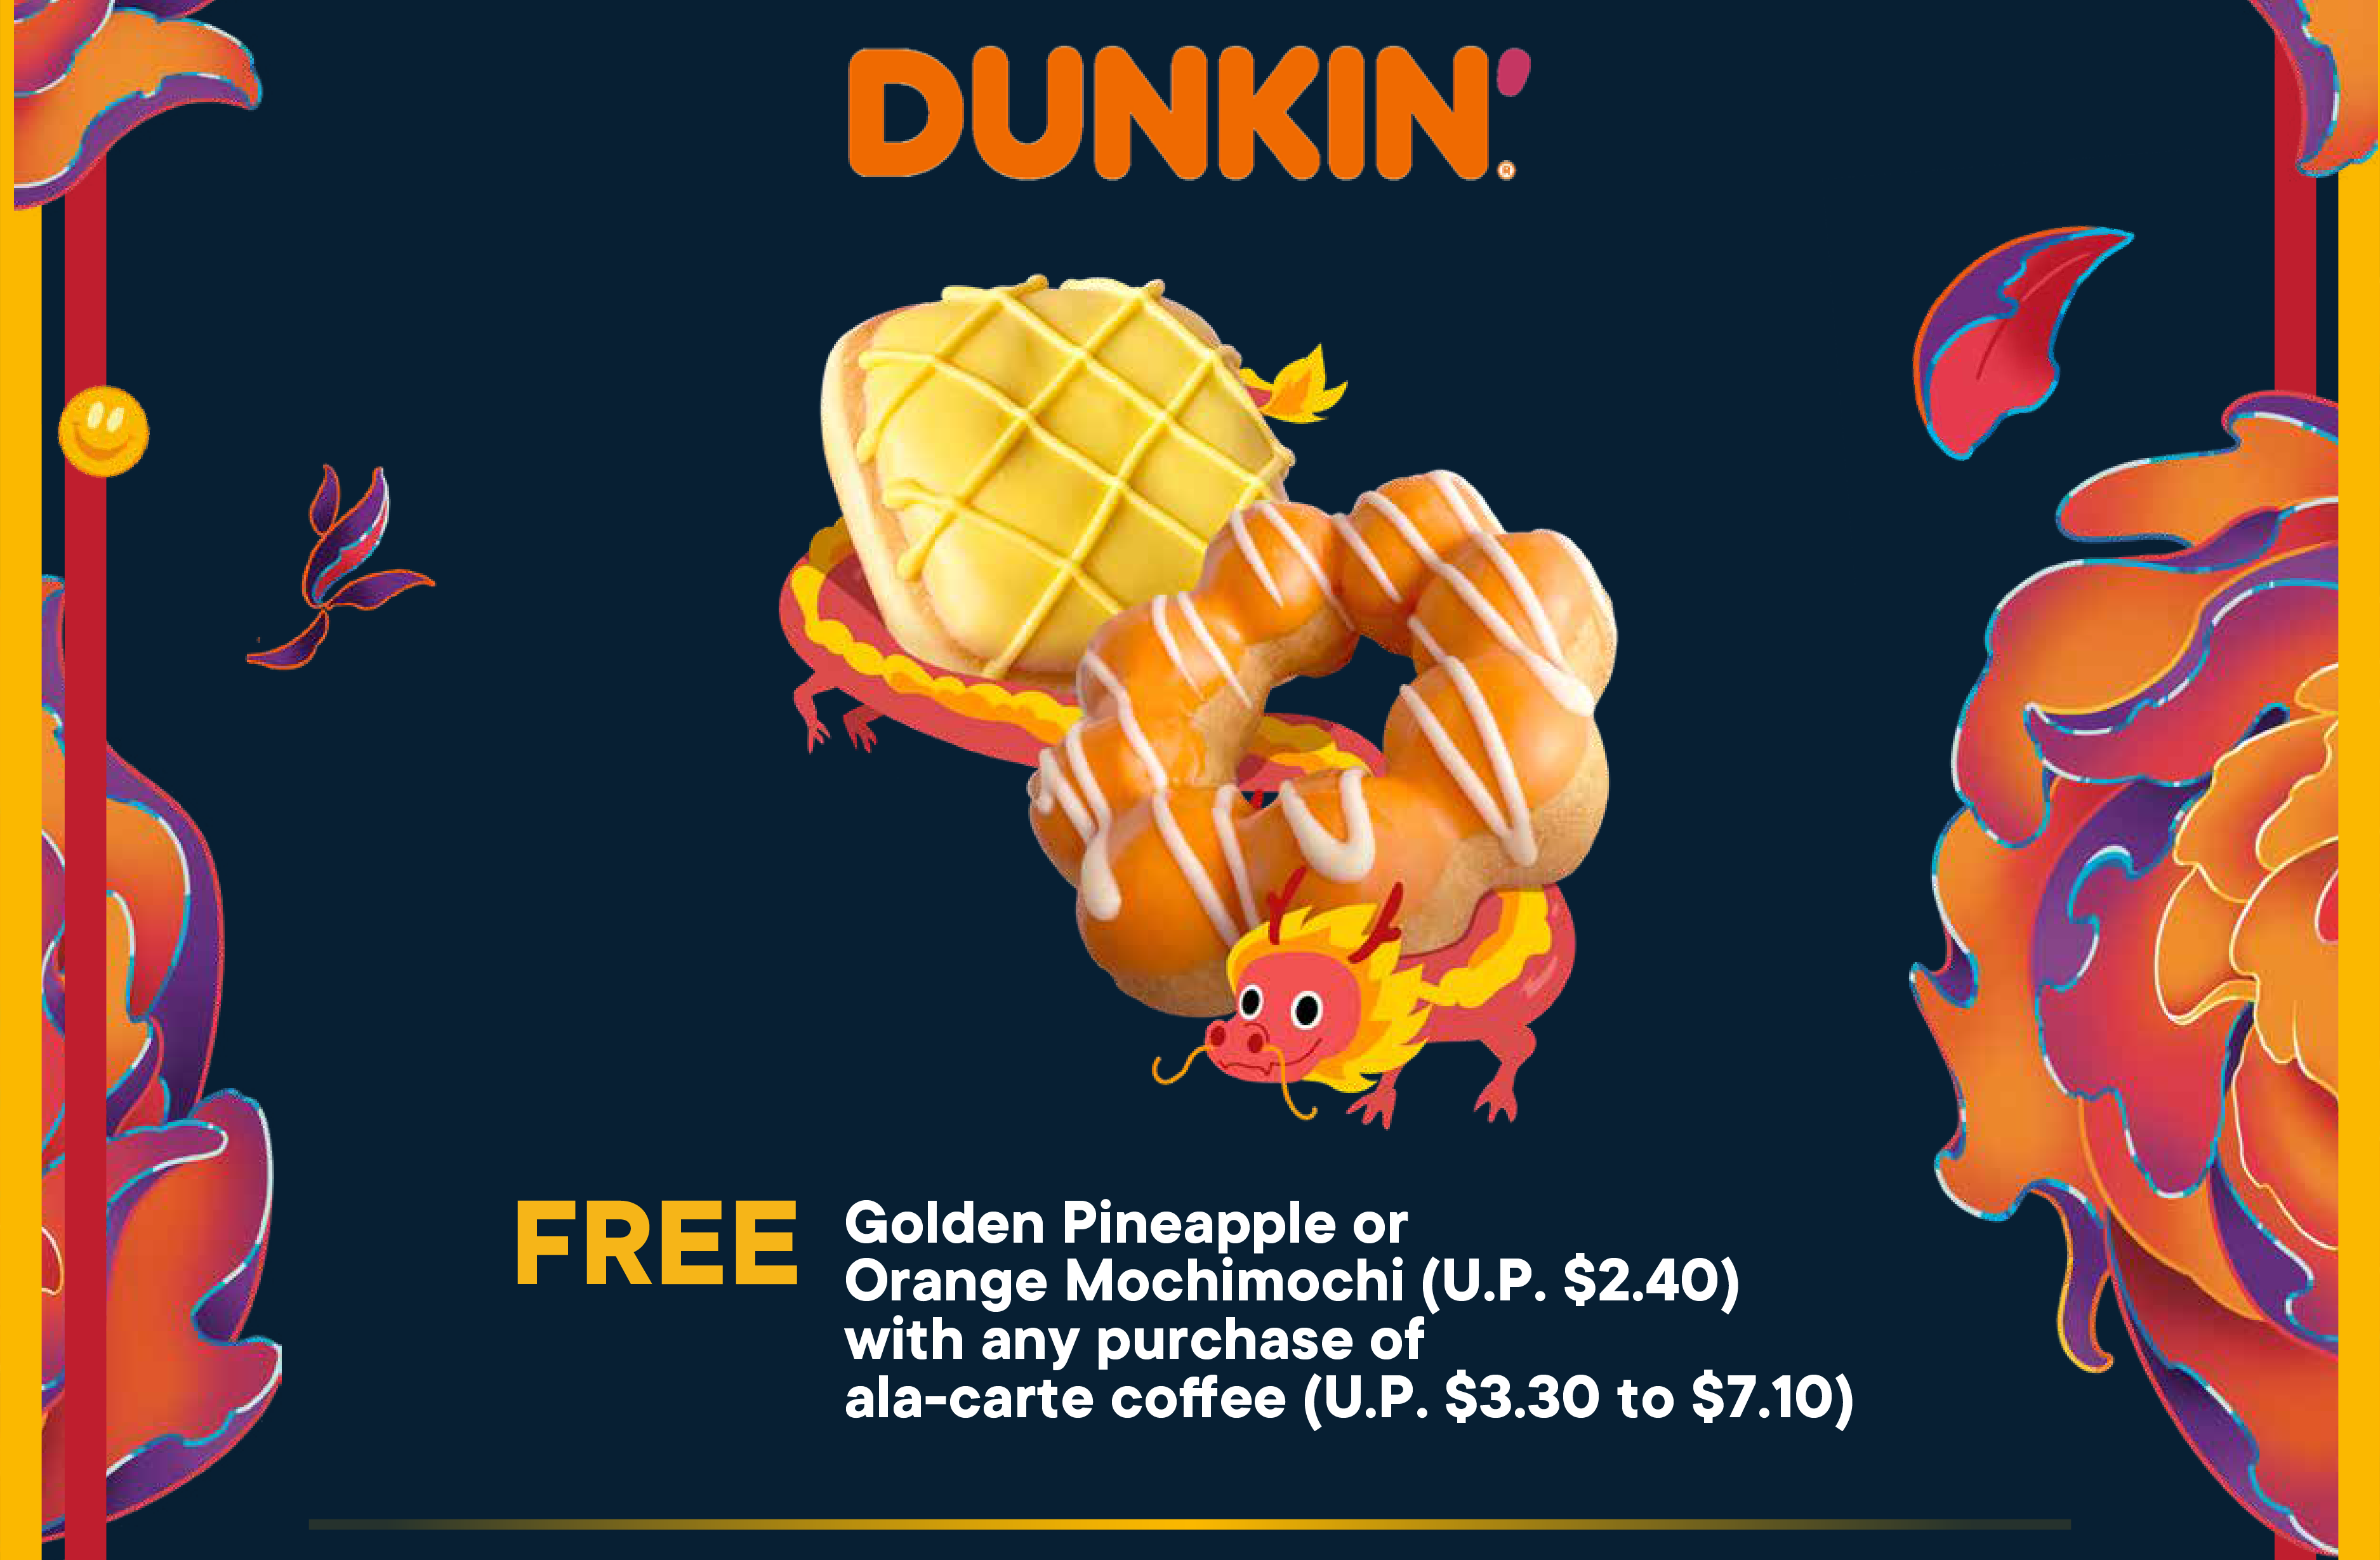 DUNKIN'®
FREE
Golden Pineapple or
Orange Mochimochi (U.P. $2.40)
with any purchase of
ala-carte coffee (U.P. $3.30 to $7.10)